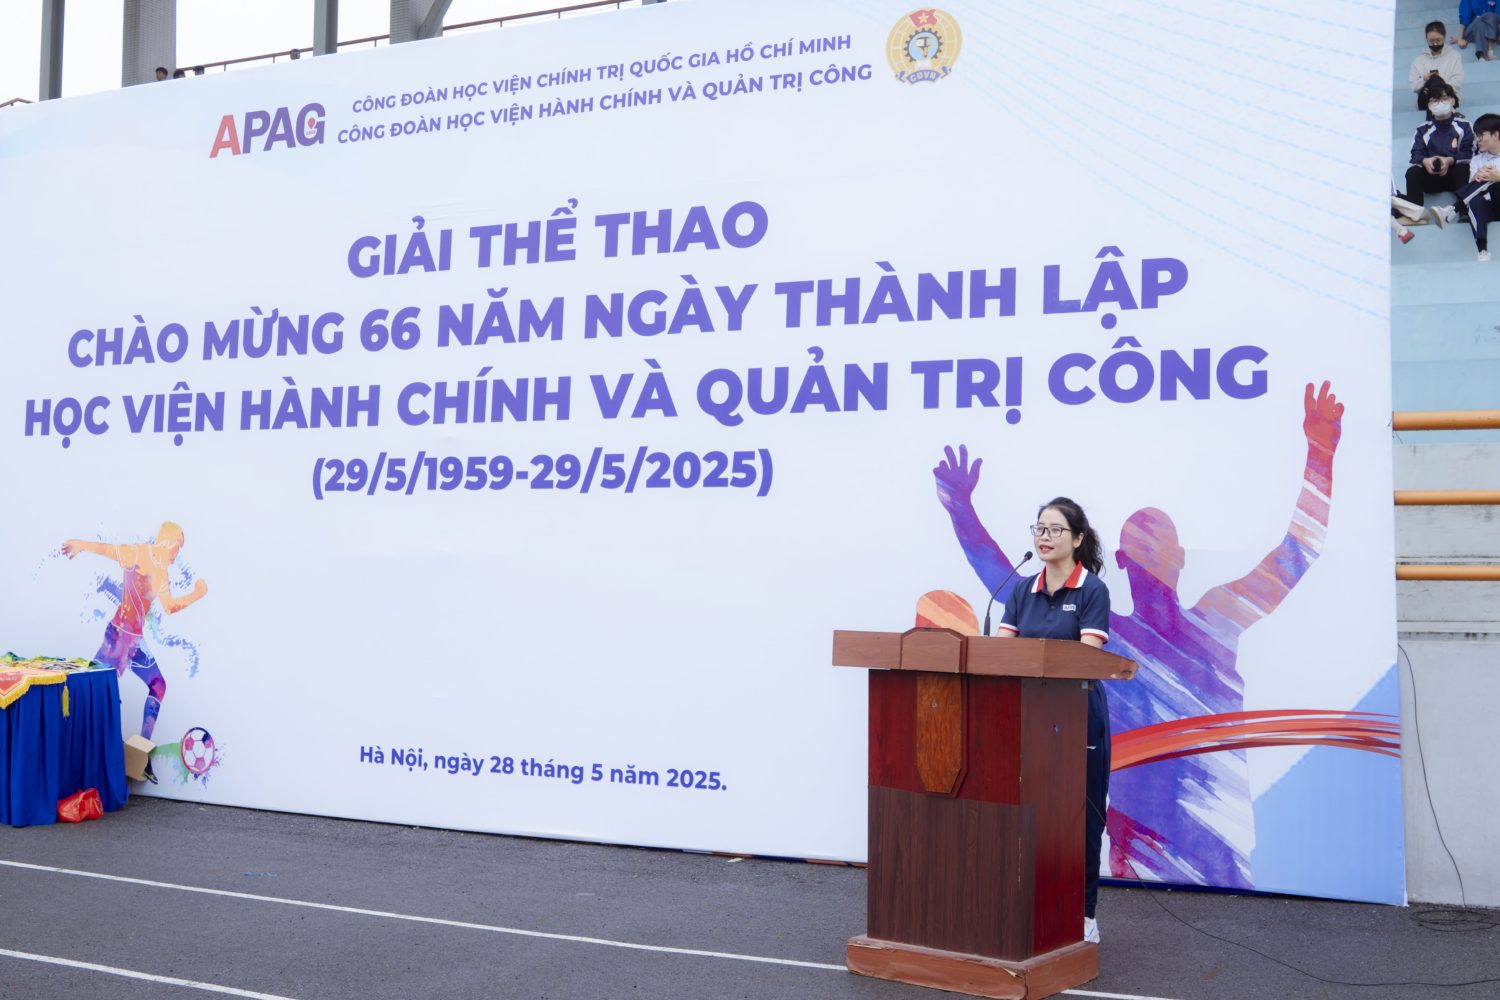 APAG
CÔNG ĐOÀN HỌC VIỆN CHÍNH TRỊ QUỐC GIA HỒ CHÍ MINH
CÔNG ĐOÀN HỌC VIỆN HÀNH CHÍNH VÀ QUẢN TRỊ CÔNG
GIẢI THỂ THAO
CHÀO MỪNG 66 NĂM NGÀY THÀNH LẬP
HỌC VIỆN HÀNH CHÍNH VÀ QUẢN TRỊ CÔNG
(29/5/1959-29/5/2025)
Hà Nội, ngày 28 tháng 5 năm 2025.